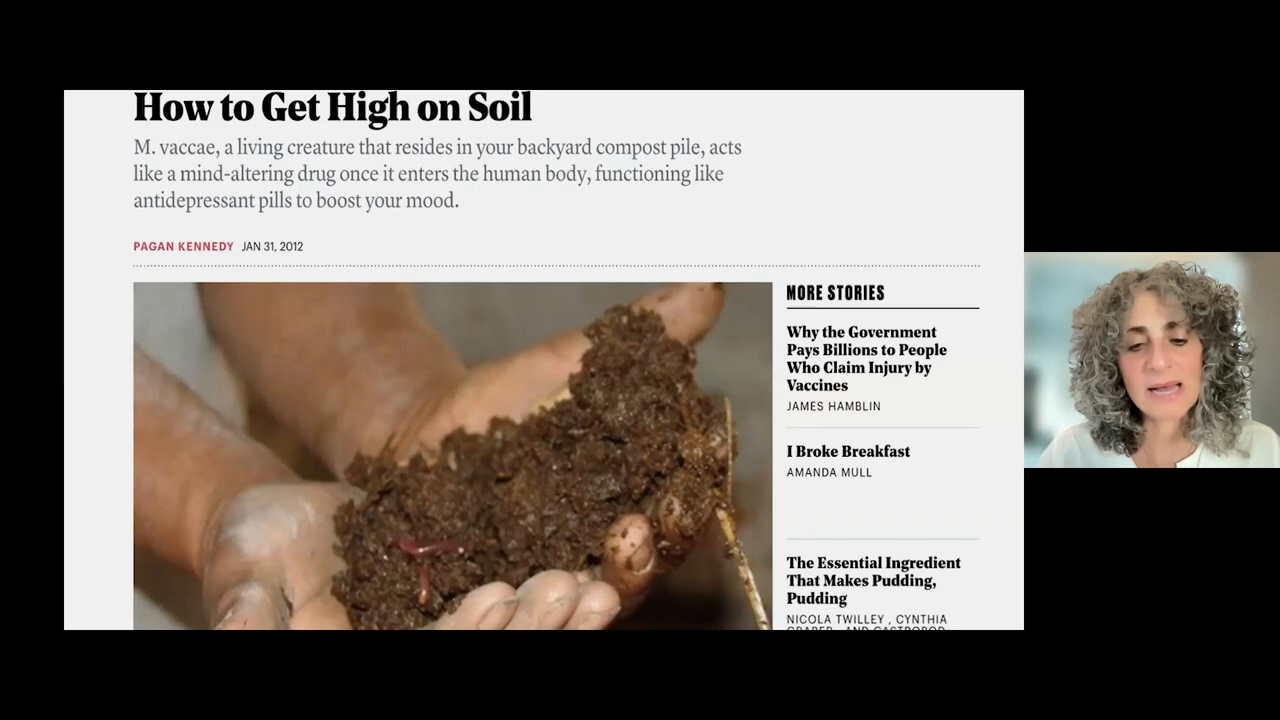 How to Get High on Soil
M. vaccae, a living creature that resides in your backyard compost pile, acts
like a mind-altering drug once it enters the human body, functioning like
antidepressant pills to boost your mood.
PAGAN KENNEDY JAN 31, 2012
MORE STORIES
Why the Government
Pays Billions to People
Who Claim Injury by
Vaccines
JAMES HAMBLIN
I Broke Breakfast
AMANDA MULL
The Essential Ingredient
That Makes Pudding,
Pudding
NICOLA TWILLEY , CYNTHIA
GRABER , AND GASTROPOD